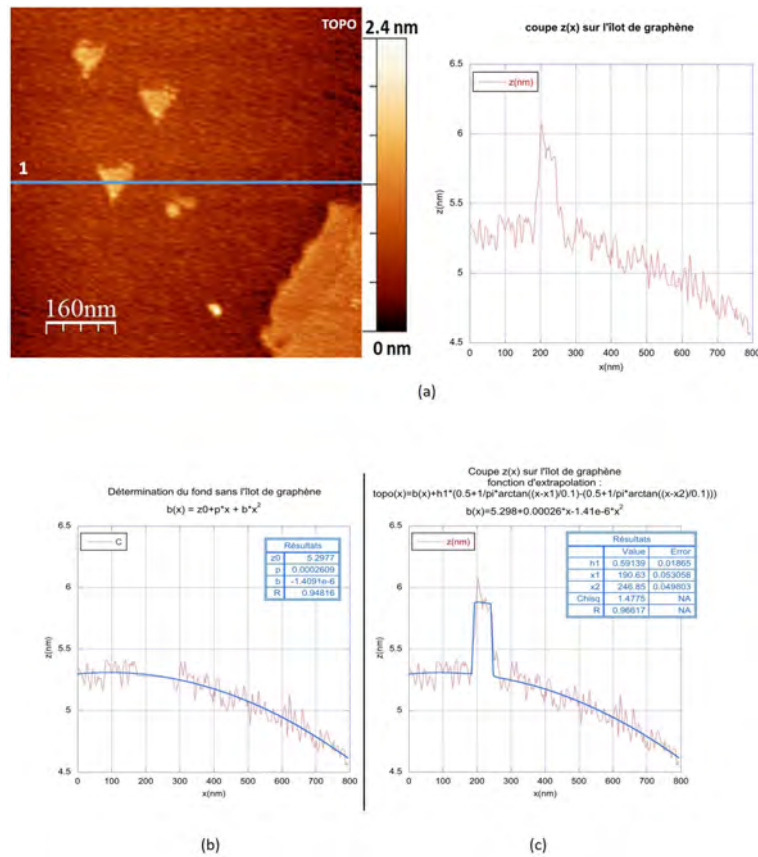 TOPO
2.4 nm
1
160nm
0 nm
coupe z(x) sur l'îlot de graphène
z(nm)
6.5
6
5.5
5
4.5
z(nm)
0 100 200 300 400 500 600 700 800
x(nm)
(a)
Détermination du fond sans l'îlot de graphène
b(x) = z0+p*x + b*x²
C
Résultats
z0 5.2977
p 0.0002609
b -1.4091e-6
R 0.94816
6.5
6
5.5
5
4.5
z(nm)
0 100 200 300 400 500 600 700 800
x(nm)
(b)
Coupe z(x) sur l'îlot de graphène
fonction d'extrapolation :
topo(x)=b(x)+h1*(0.5+1/pi*arctan((x-x1)/0.1)-(0.5+1/pi*arctan((x-x2)/0.1)))
b(x)=5.298+0.00026*x-1.41e-6*x²
z(nm)
Résultats
Value Error
h1 0.59139 0.01865
x1 190.63 0.053058
x2 246.85 0.049803
Chisq 1.4775 NA
R 0.96617 NA
6.5
6
5.5
5
4.5
z(nm)
0 100 200 300 400 500 600 700 800
x(nm)
(c)